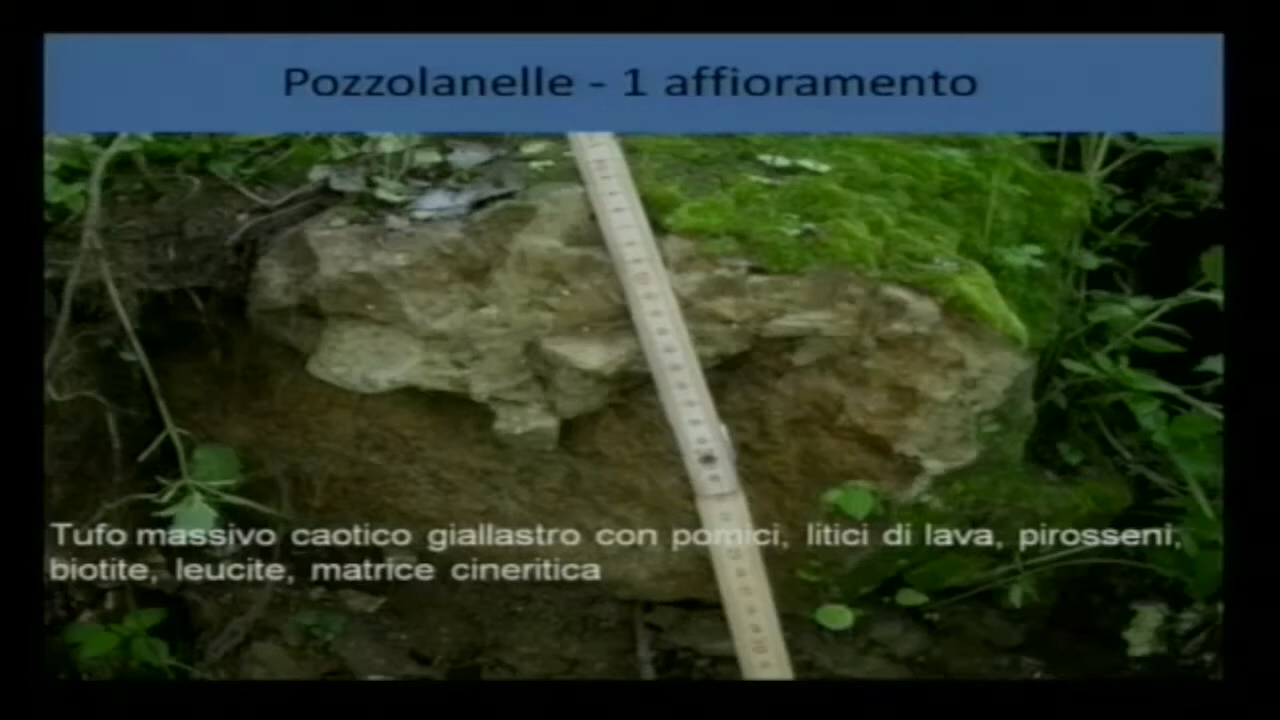 Pozzolanelle - 1 affioramento
Tufo massivo caotico giallastro con pomici, litici di lava, pirosseni,
biotite, leucite, matrice cineritica